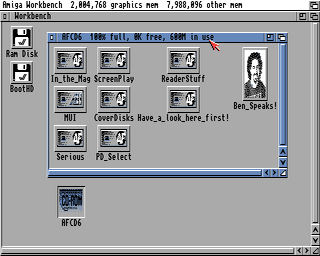 Amiga Workbench  2,004,768 graphics mem  7,988,096 other mem
Workbench
Ram Disk
BootHD
AFCD6  100% full, 0K free, 600M in use
In_the_Mag
ScreenPlay
ReaderStuff
Ben_Speaks!
MUI
CoverDisks
Have_a_look_here_first!
Serious
PD_Select
CD-ROM
AFCD6